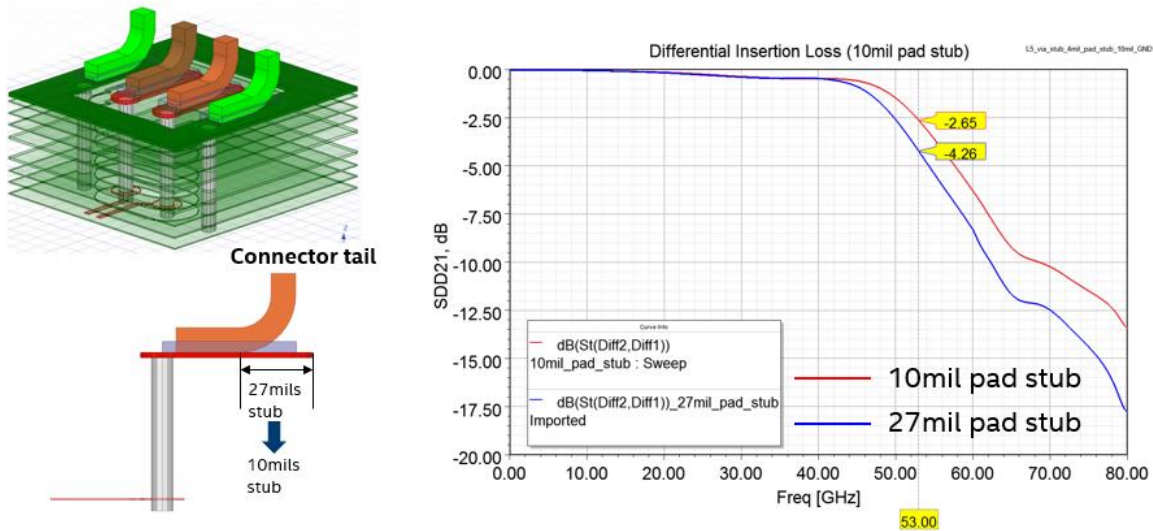 Connector tail
27mils
stub
10mils
stub
Differential Insertion Loss (10mil pad stub)
L5_via_stub_4mil_pad_stub_10mil_GND
SDD21, dB
0.00
-2.50
-5.00
-7.50
-10.00
-12.50
-15.00
-17.50
-20.00
-2.65
-4.26
Curve Info
dB(St(Diff2,Diff1))
10mil_pad_stub : Sweep
dB(St(Diff2,Diff1))_27mil_pad_stub
Imported
10mil pad stub
27mil pad stub
0.00 10.00 20.00 30.00 40.00 50.00 60.00 70.00 80.00
Freq [GHz]
53.00